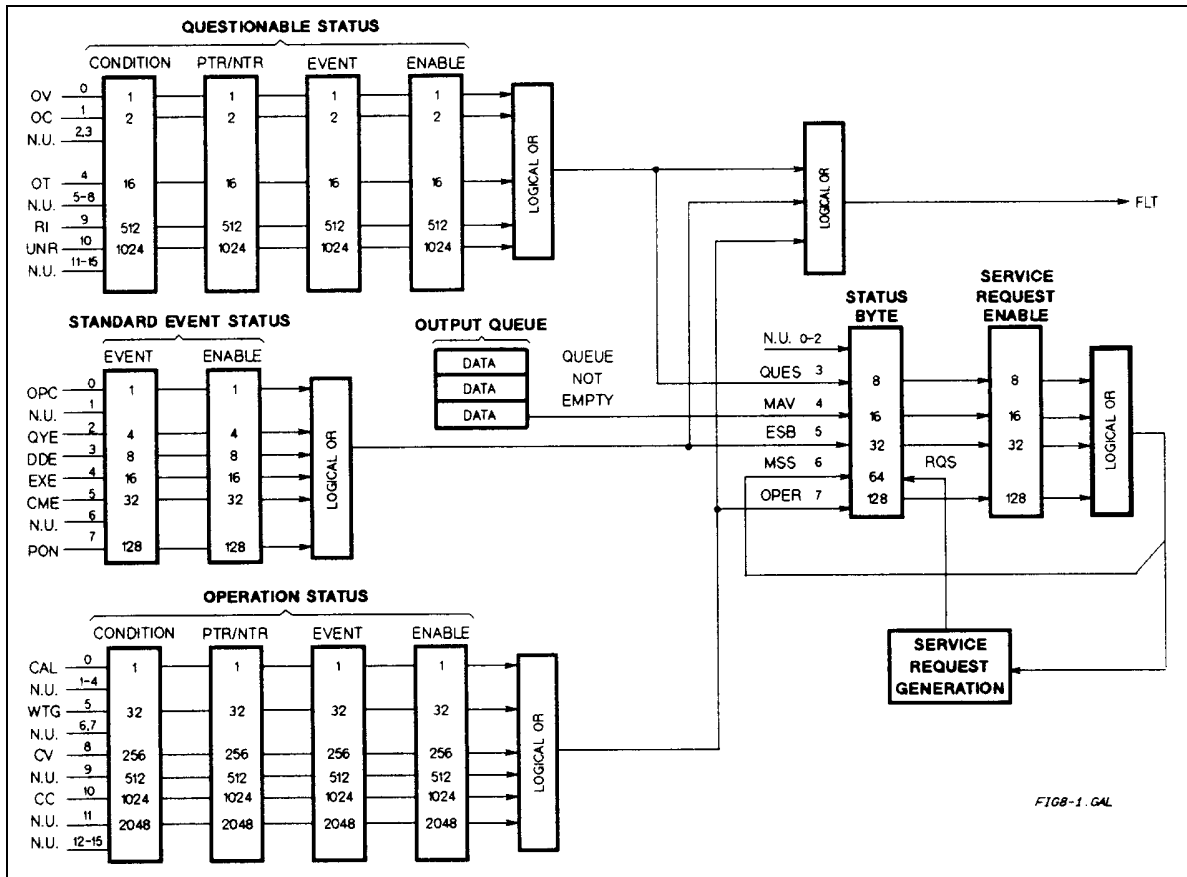 QUESTIONABLE STATUS
CONDITION PTR/NTR EVENT ENABLE
OV 0 1 1 1 1
OC 1 2 2 2 2
N.U. 2,3
OT 4 16 16 16 16
N.U. 5-8
RI 9 512 512 512 512
UNR 10 1024 1024 1024 1024
N.U. 11-15
LOGICAL OR
LOGICAL OR
FLT
STANDARD EVENT STATUS
EVENT ENABLE
OPC 0 1 1
N.U. 1
QYE 2 4 4
DDE 3 8 8
EXE 4 16 16
CME 5 32 32
N.U. 6
PON 7 128 128
LOGICAL OR
OUTPUT QUEUE
DATA
DATA
DATA
QUEUE
NOT
EMPTY
STATUS
BYTE
SERVICE
REQUEST
ENABLE
N.U. 0-2
QUES 3 8 8
MAV 4 16 16
ESB 5 32 32
MSS 6 64 RQS
OPER 7 128 128
LOGICAL OR
SERVICE
REQUEST
GENERATION
OPERATION STATUS
CONDITION PTR/NTR EVENT ENABLE
CAL 0 1 1 1 1
N.U. 1-4
WTG 5 32 32 32 32
N.U. 6,7
CV 8 256 256 256 256
N.U. 9 512 512 512 512
CC 10 1024 1024 1024 1024
N.U. 11 2048 2048 2048 2048
N.U. 12-15
LOGICAL OR
FIG8-1.GAL